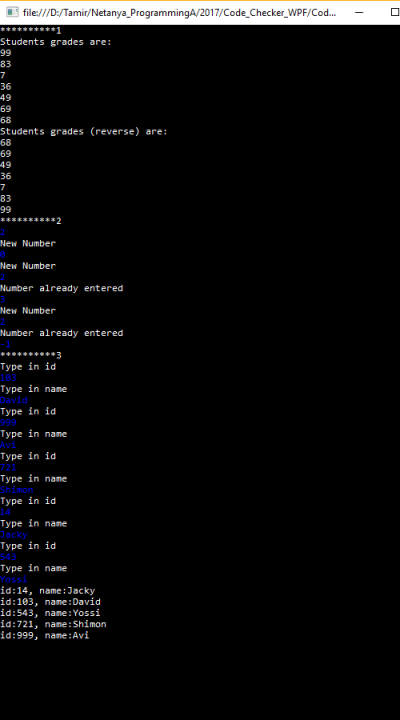 file:///D:/Tamir/Netanya_ProgrammingA/2017/Code_Checker_WPF/Cod...
**********1
Students grades are:
99
83
7
36
49
69
68
Students grades (reverse) are:
68
69
49
36
7
83
99
**********2
2
New Number
New Number
2
Number already entered
New Number
2
Number already entered
-1
**********3
Type in id
103
Type in name
David
Type in id
999
Type in name
Avi
Type in id
721
Type in name
Shimon
Type in id
14
Type in name
Jacky
Type in id
543
Type in name
Yossi
id:14, name:Jacky
id:103, name:David
id:543, name:Yossi
id:721, name:Shimon
id:999, name:Avi